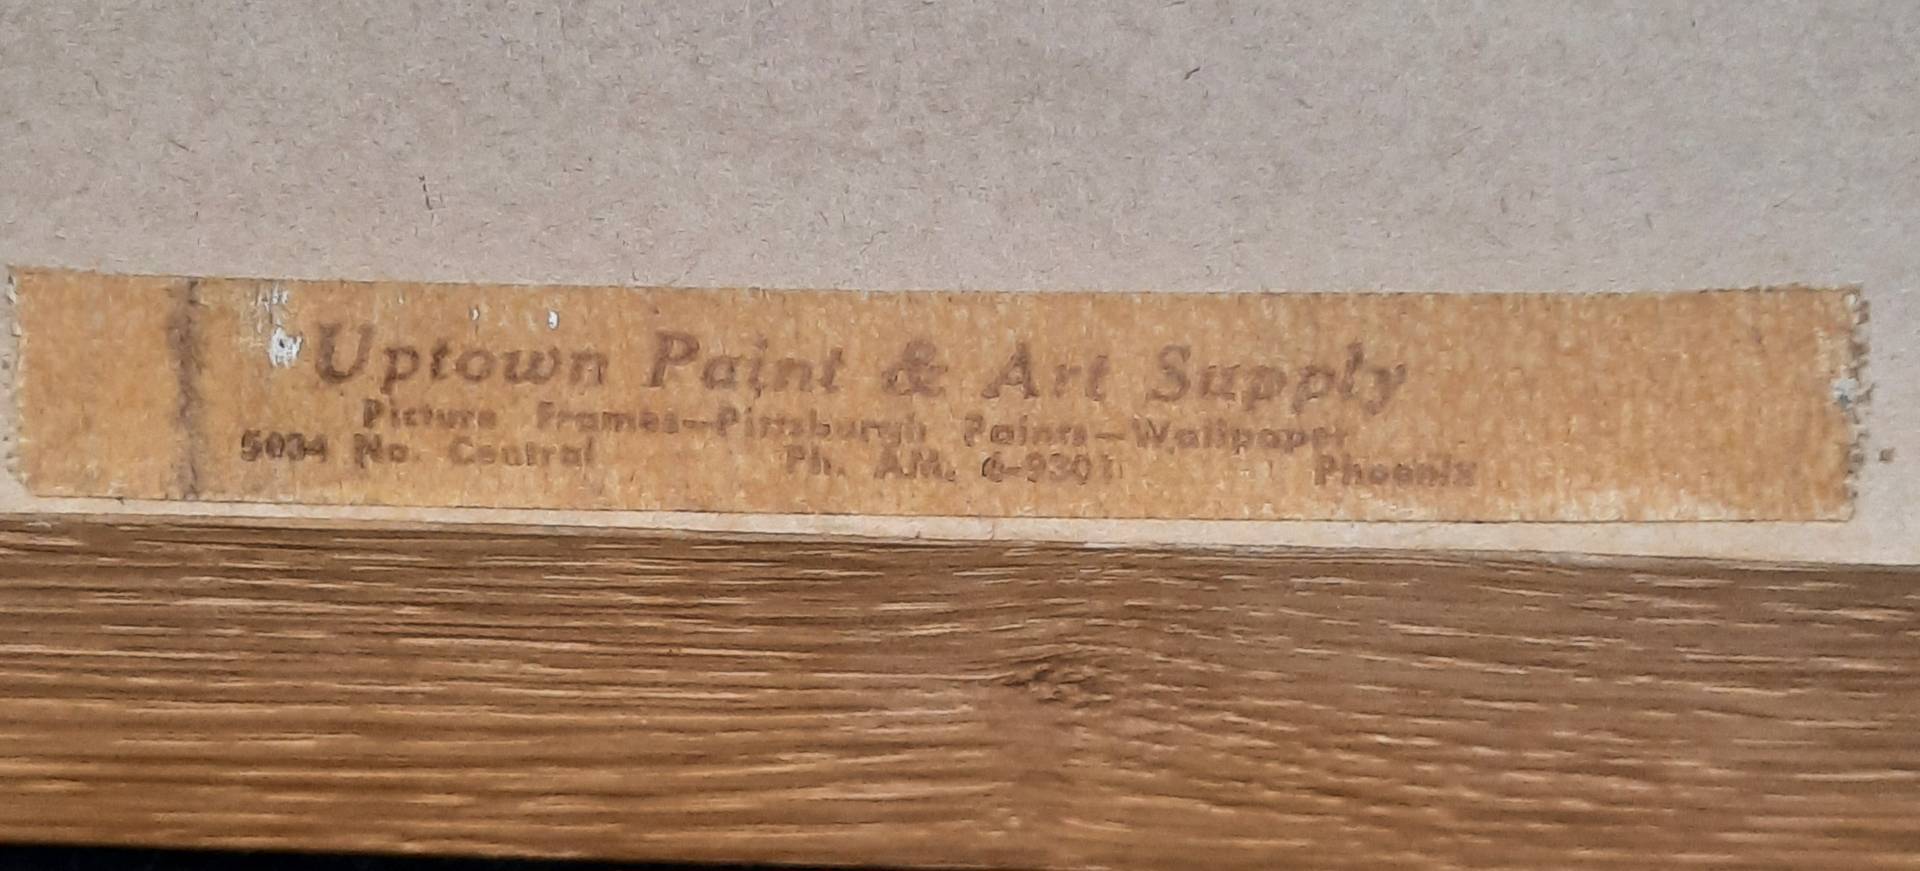 Uptown Paint & Art Supply
Picture Frames—Pittsburgh Paints—Wallpaper
5034 No. Central Ph. AM. 6-9301 Phoenix